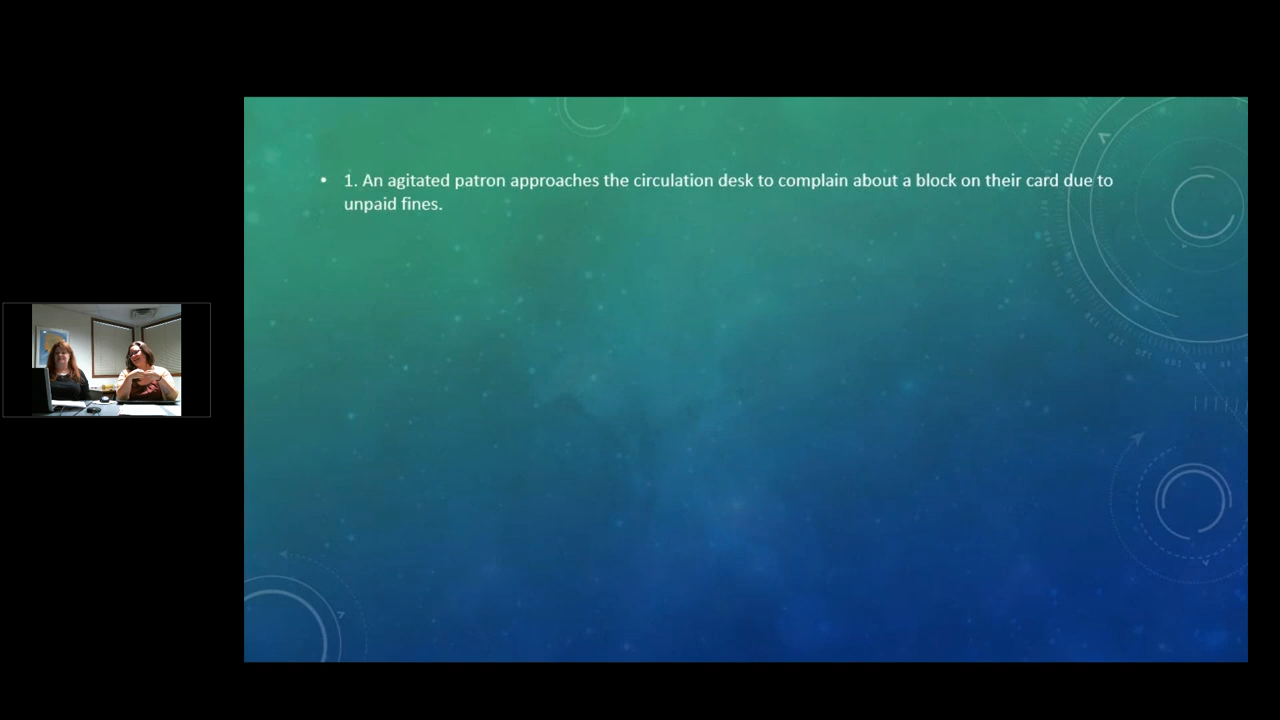 • 1. An agitated patron approaches the circulation desk to complain about a block on their card due to
unpaid fines.